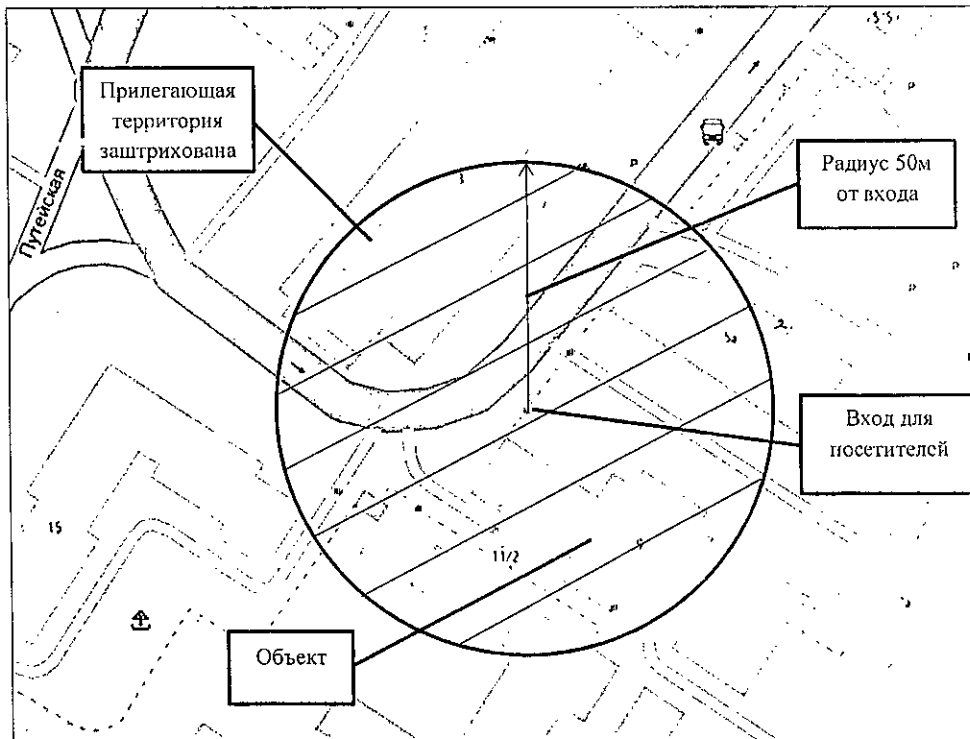 Прилегающая
территория
заштрихована
Путейская
Радиус 50м
от входа
Вход для
посетителей
15
11/2
Объект